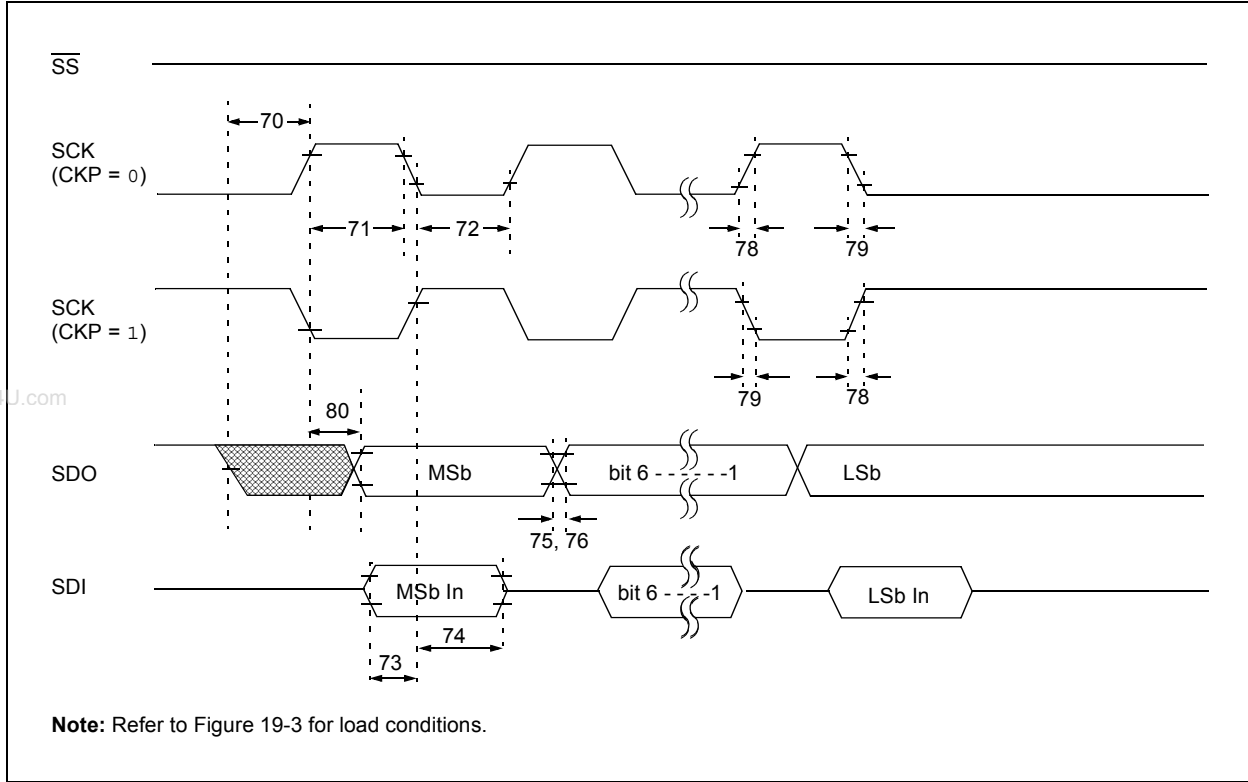 SS
70
SCK
(CKP = 0)
71
72
78
79
SCK
(CKP = 1)
79
78
4U.com
80
SDO
MSb
bit 6 - - - - - -1
LSb
75, 76
SDI
MSb In
bit 6 - - - -1
LSb In
74
73
Note: Refer to Figure 19-3 for load conditions.